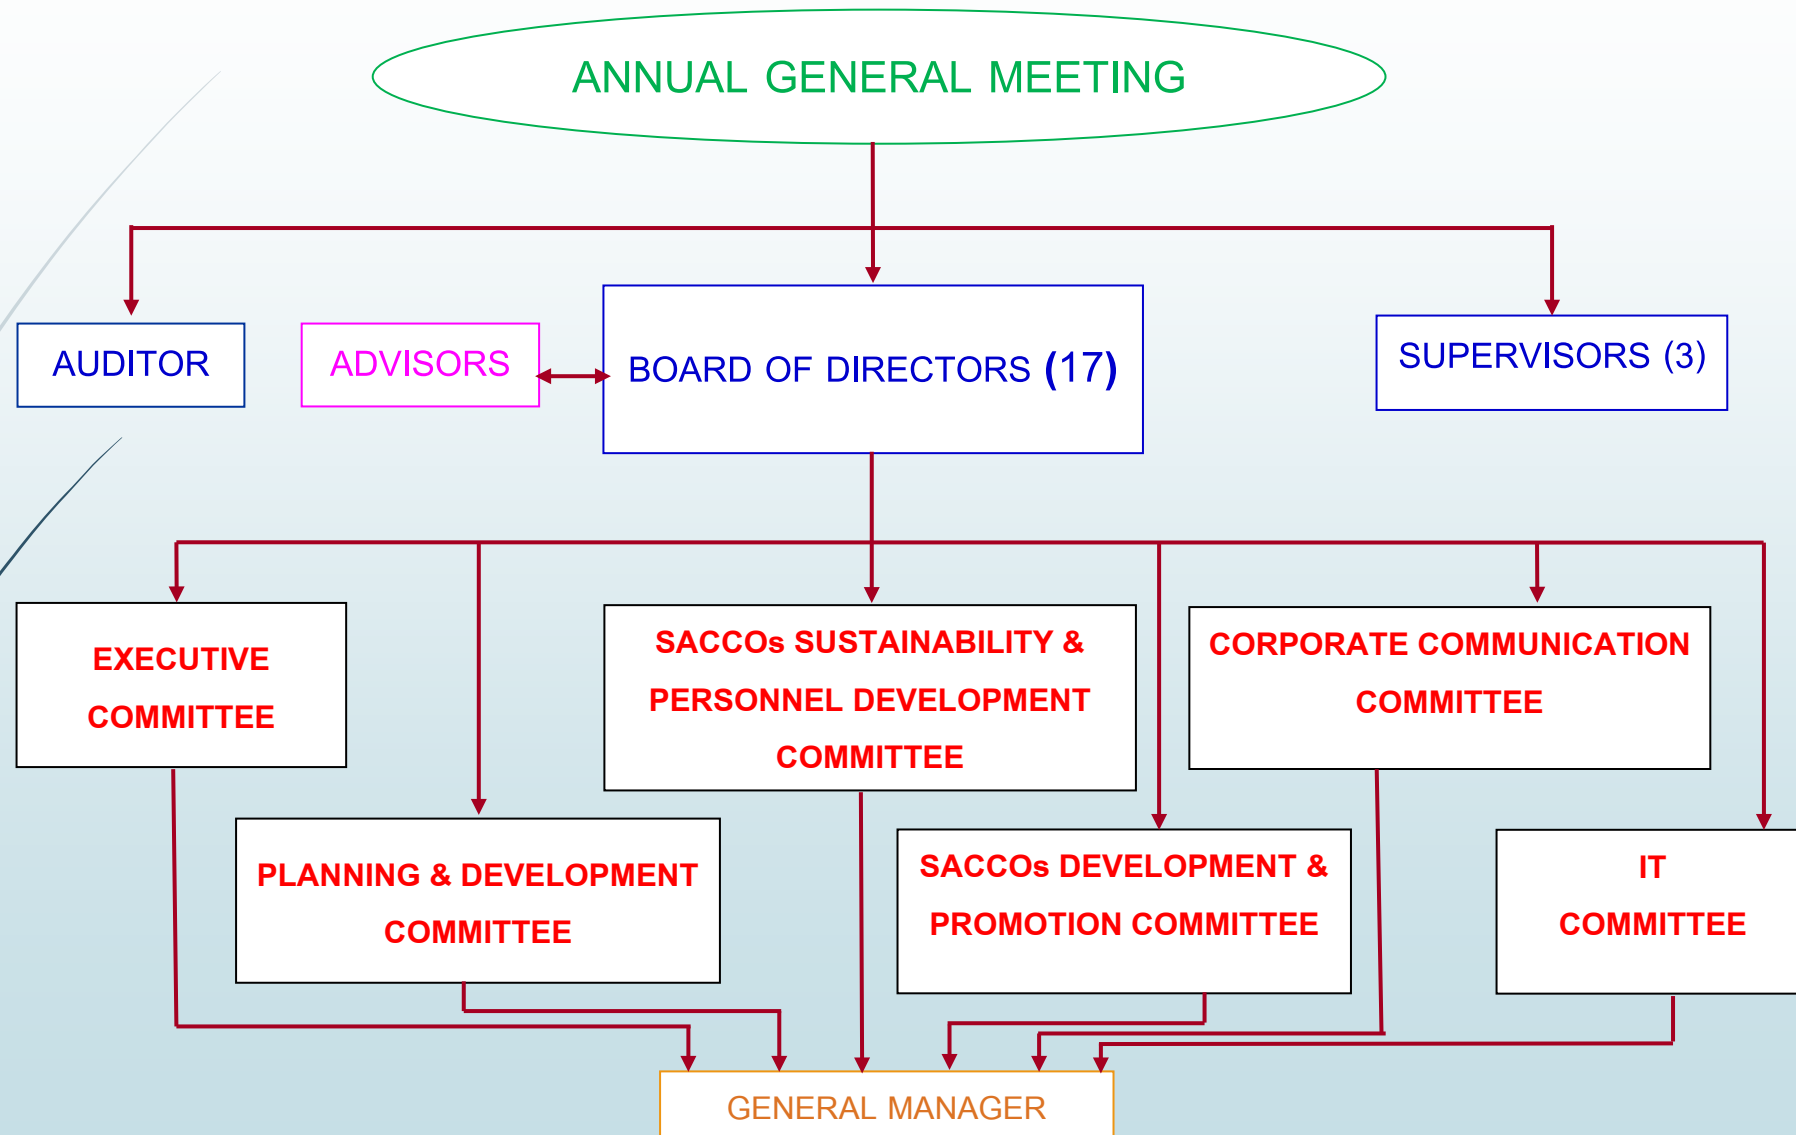 ANNUAL GENERAL MEETING
AUDITOR
ADVISORS
BOARD OF DIRECTORS (17)
SUPERVISORS (3)
EXECUTIVE
COMMITTEE
SACCOs SUSTAINABILITY &
PERSONNEL DEVELOPMENT
COMMITTEE
CORPORATE COMMUNICATION
COMMITTEE
PLANNING & DEVELOPMENT
COMMITTEE
SACCOs DEVELOPMENT &
PROMOTION COMMITTEE
IT
COMMITTEE
GENERAL MANAGER